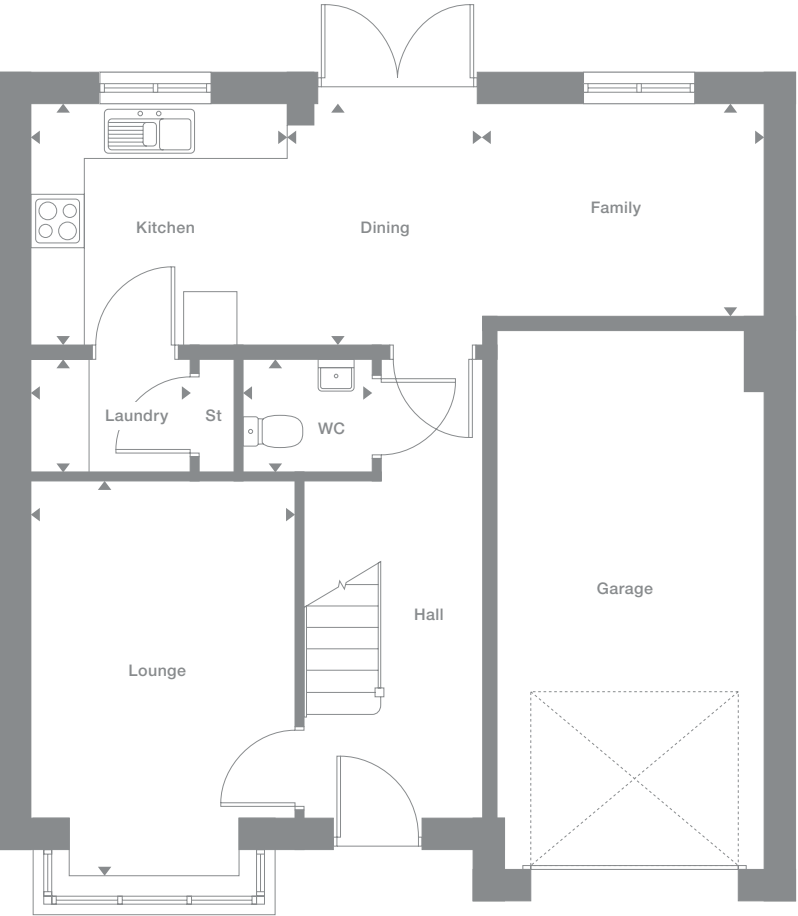 Family
Kitchen
Dining
Laundry
St
WC
Garage
Hall
Lounge